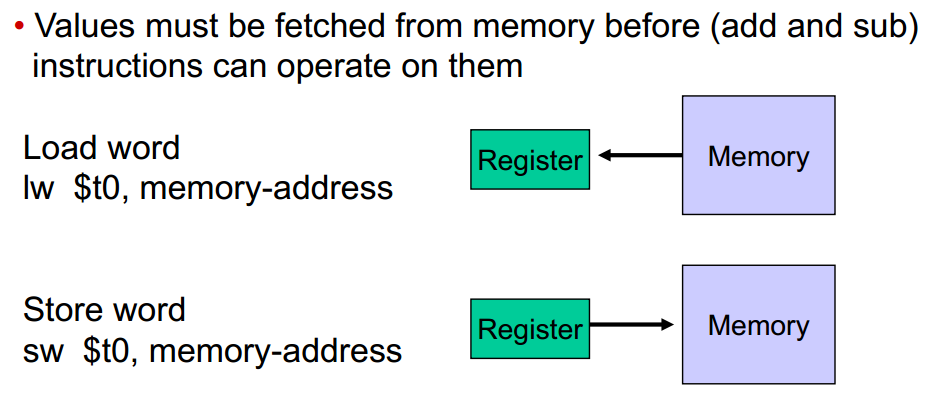 • Values must be fetched from memory before (add and sub)
instructions can operate on them
Load word
lw $t0, memory-address
Register
Memory
Store word
sw $t0, memory-address
Register
Memory